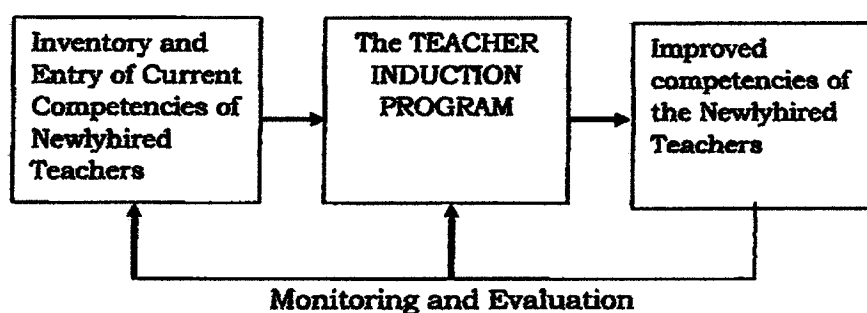 Inventory and
Entry of Current
Competencies of
Newlyhired
Teachers
The TEACHER
INDUCTION
PROGRAM
Improved
competencies of
the Newlyhired
Teachers
Monitoring and Evaluation